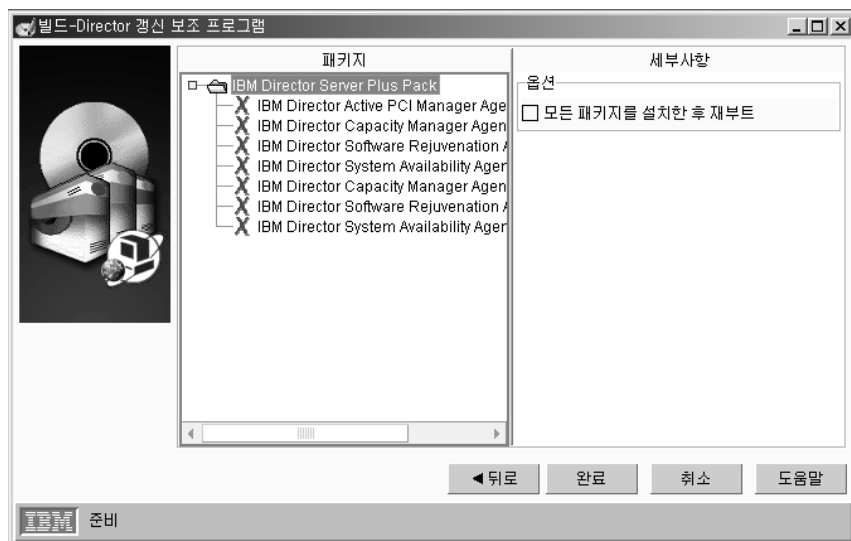 빌드-Director 갱신 보조 프로그램
패키지
IBM Director Server Plus Pack
IBM Director Active PCI Manager Age
IBM Director Capacity Manager Agen
IBM Director Software Rejuvenation
IBM Director System Availability Ager
IBM Director Capacity Manager Agen
IBM Director Software Rejuvenation
IBM Director System Availability Ager
세부사항
옵션
모든 패키지를 설치한 후 재부트
◀뒤로
완료
취소
도움말
IBM 준비